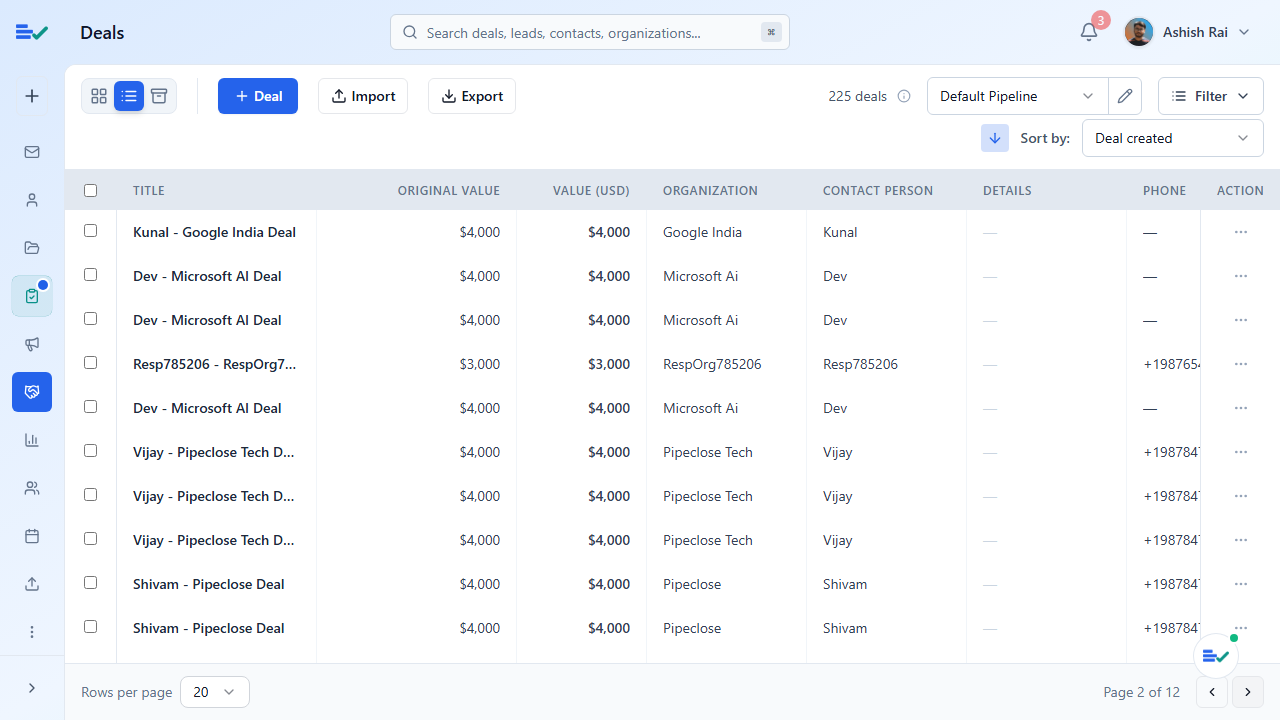 Deals
Search deals, leads, contacts, organizations...
⌘
3
Ashish Rai
Deal
Import
Export
225 deals
Default Pipeline
Filter
Sort by:
Deal created
TITLE ORIGINAL VALUE VALUE (USD) ORGANIZATION CONTACT PERSON DETAILS PHONE ACTION
Kunal - Google India Deal $4,000 $4,000 Google India Kunal — — ...
Dev - Microsoft AI Deal $4,000 $4,000 Microsoft Ai Dev — — ...
Dev - Microsoft AI Deal $4,000 $4,000 Microsoft Ai Dev — — ...
Resp785206 - RespOrg7... $3,000 $3,000 RespOrg785206 Resp785206 — +1987654 ...
Dev - Microsoft AI Deal $4,000 $4,000 Microsoft Ai Dev — — ...
Vijay - Pipeclose Tech D... $4,000 $4,000 Pipeclose Tech Vijay — +198784 ...
Vijay - Pipeclose Tech D... $4,000 $4,000 Pipeclose Tech Vijay — +198784 ...
Vijay - Pipeclose Tech D... $4,000 $4,000 Pipeclose Tech Vijay — +198784 ...
Shivam - Pipeclose Deal $4,000 $4,000 Pipeclose Shivam — +198784 ...
Shivam - Pipeclose Deal $4,000 $4,000 Pipeclose Shivam — +198784 ...
Rows per page 20
Page 2 of 12